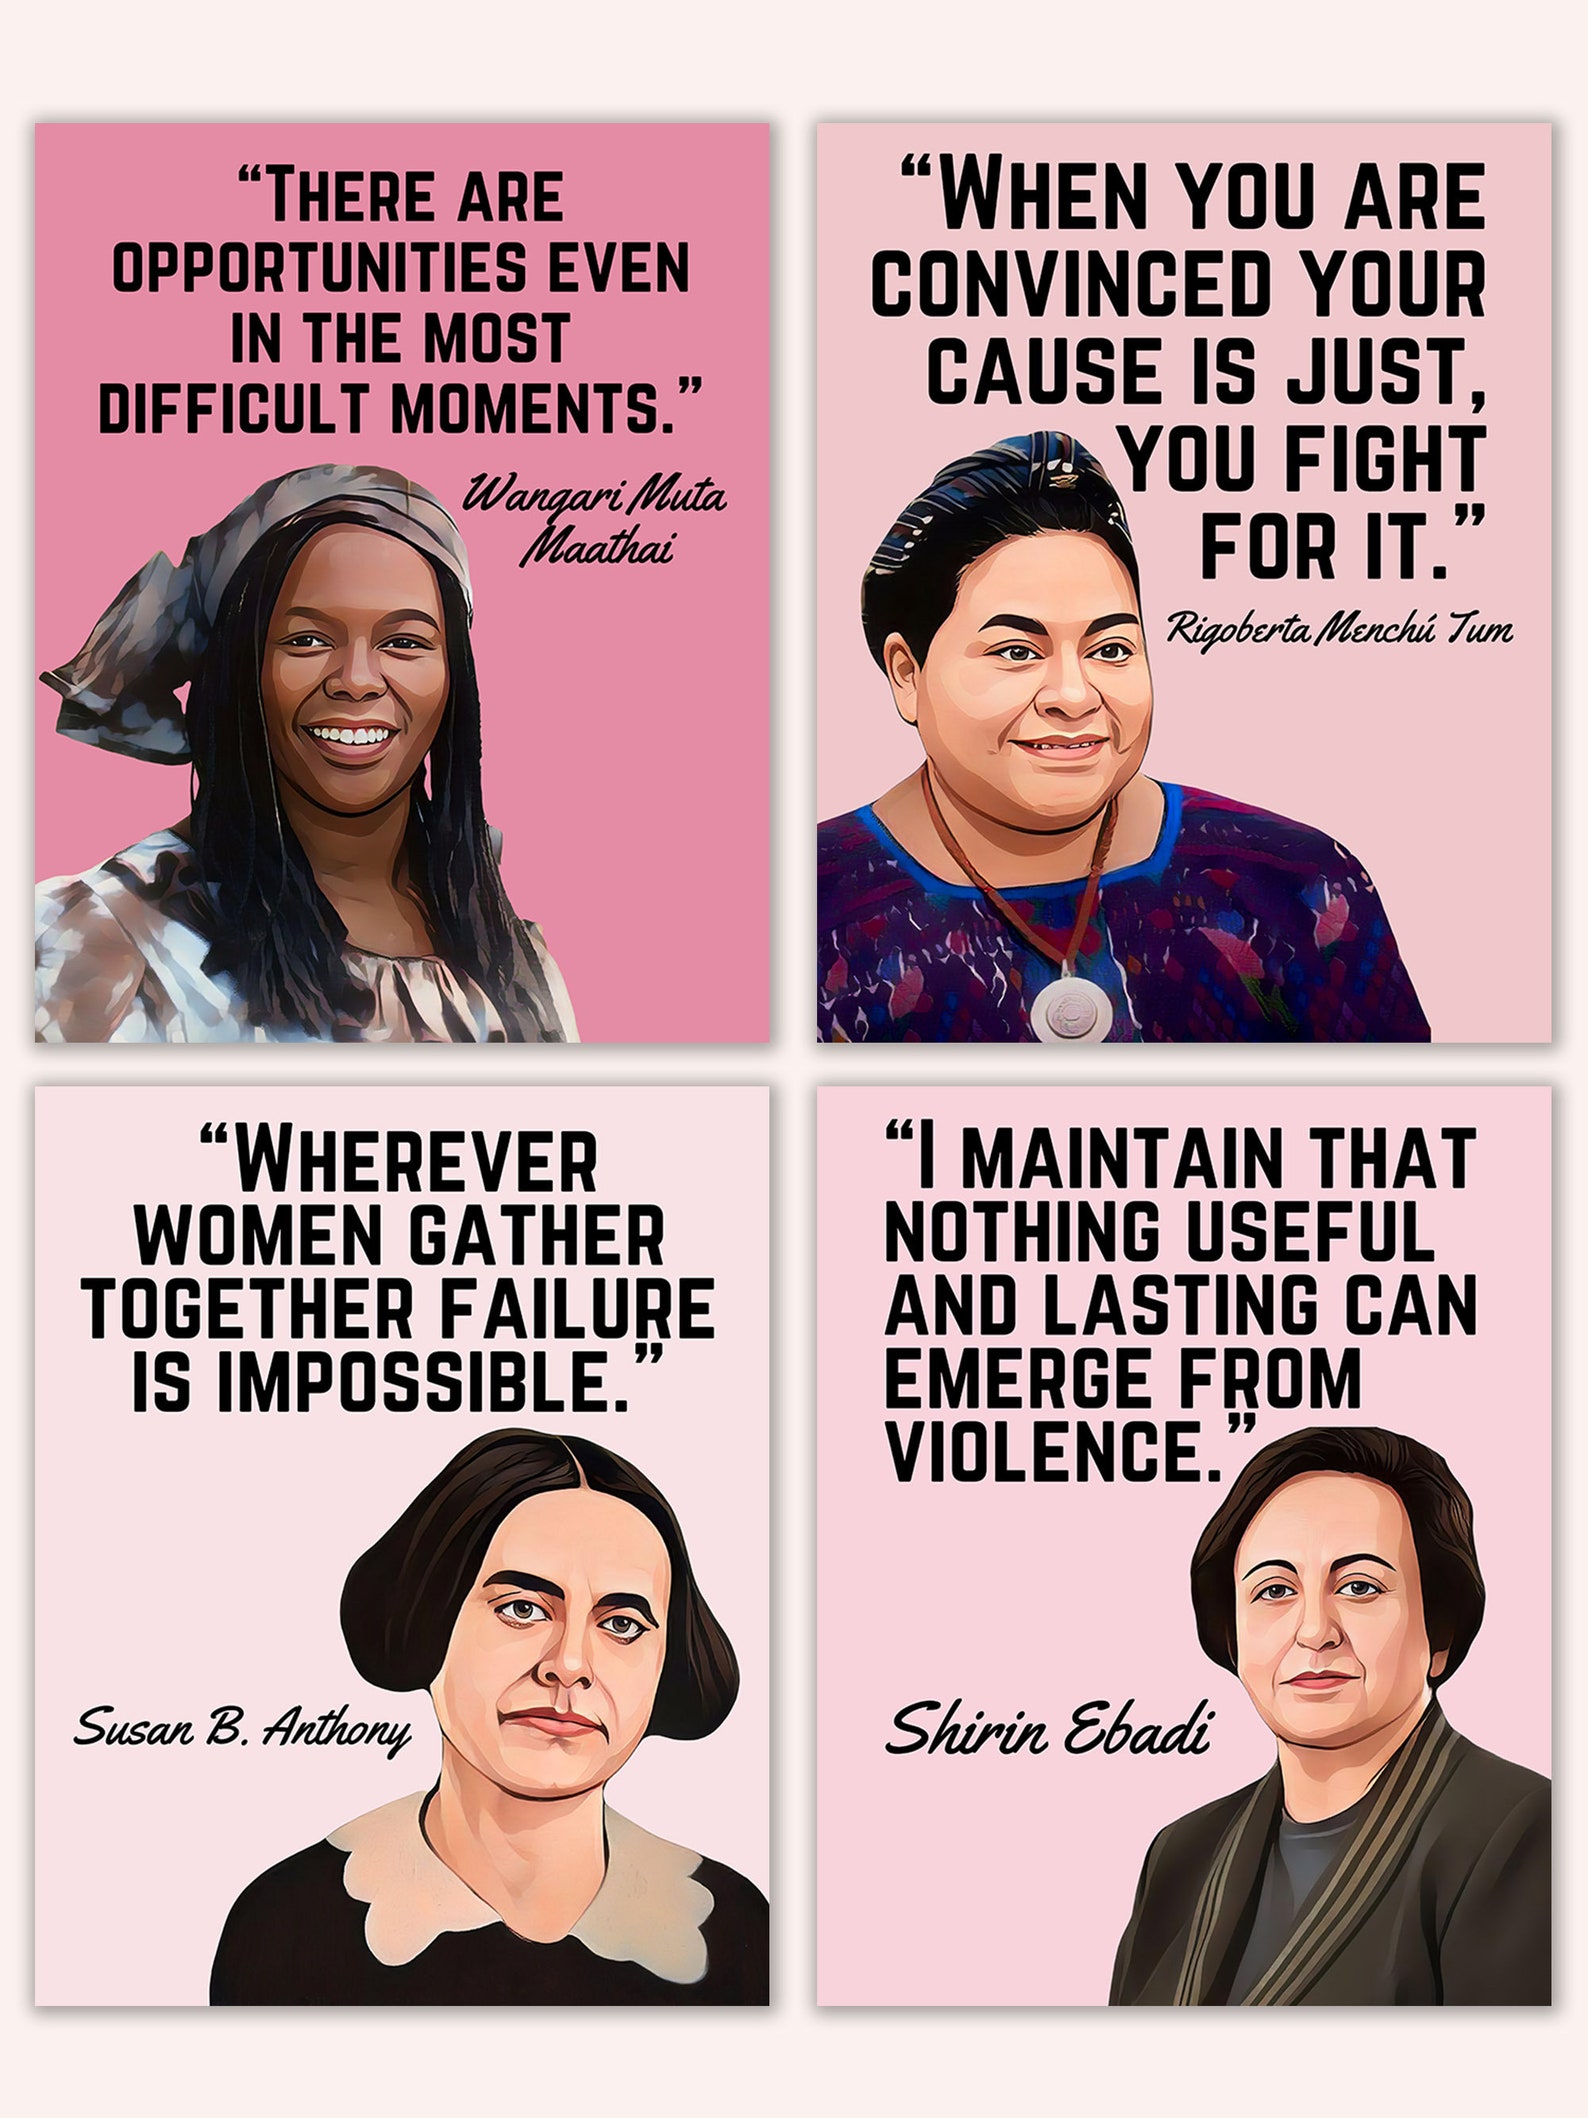 “There are
opportunities even
in the most
difficult moments.”
Wangari Muta
Maathai
“When you are
convinced your
cause is just,
you fight
for it.”
Rigoberta Menchú Tum
“Wherever
women gather
together failure
is impossible.”
Susan B. Anthony
“I maintain that
nothing useful
and lasting can
emerge from
violence.”
Shirin Ebadi